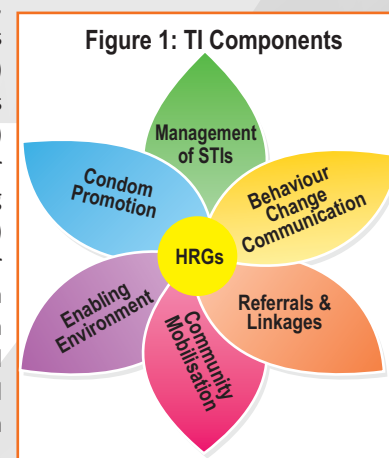 Figure 1: TI Components
Management
of STIs
Behaviour
Change
Communication
Referrals &
Linkages
Community
Mobilisation
Enabling
Environment
Condom
Promotion
HRGs